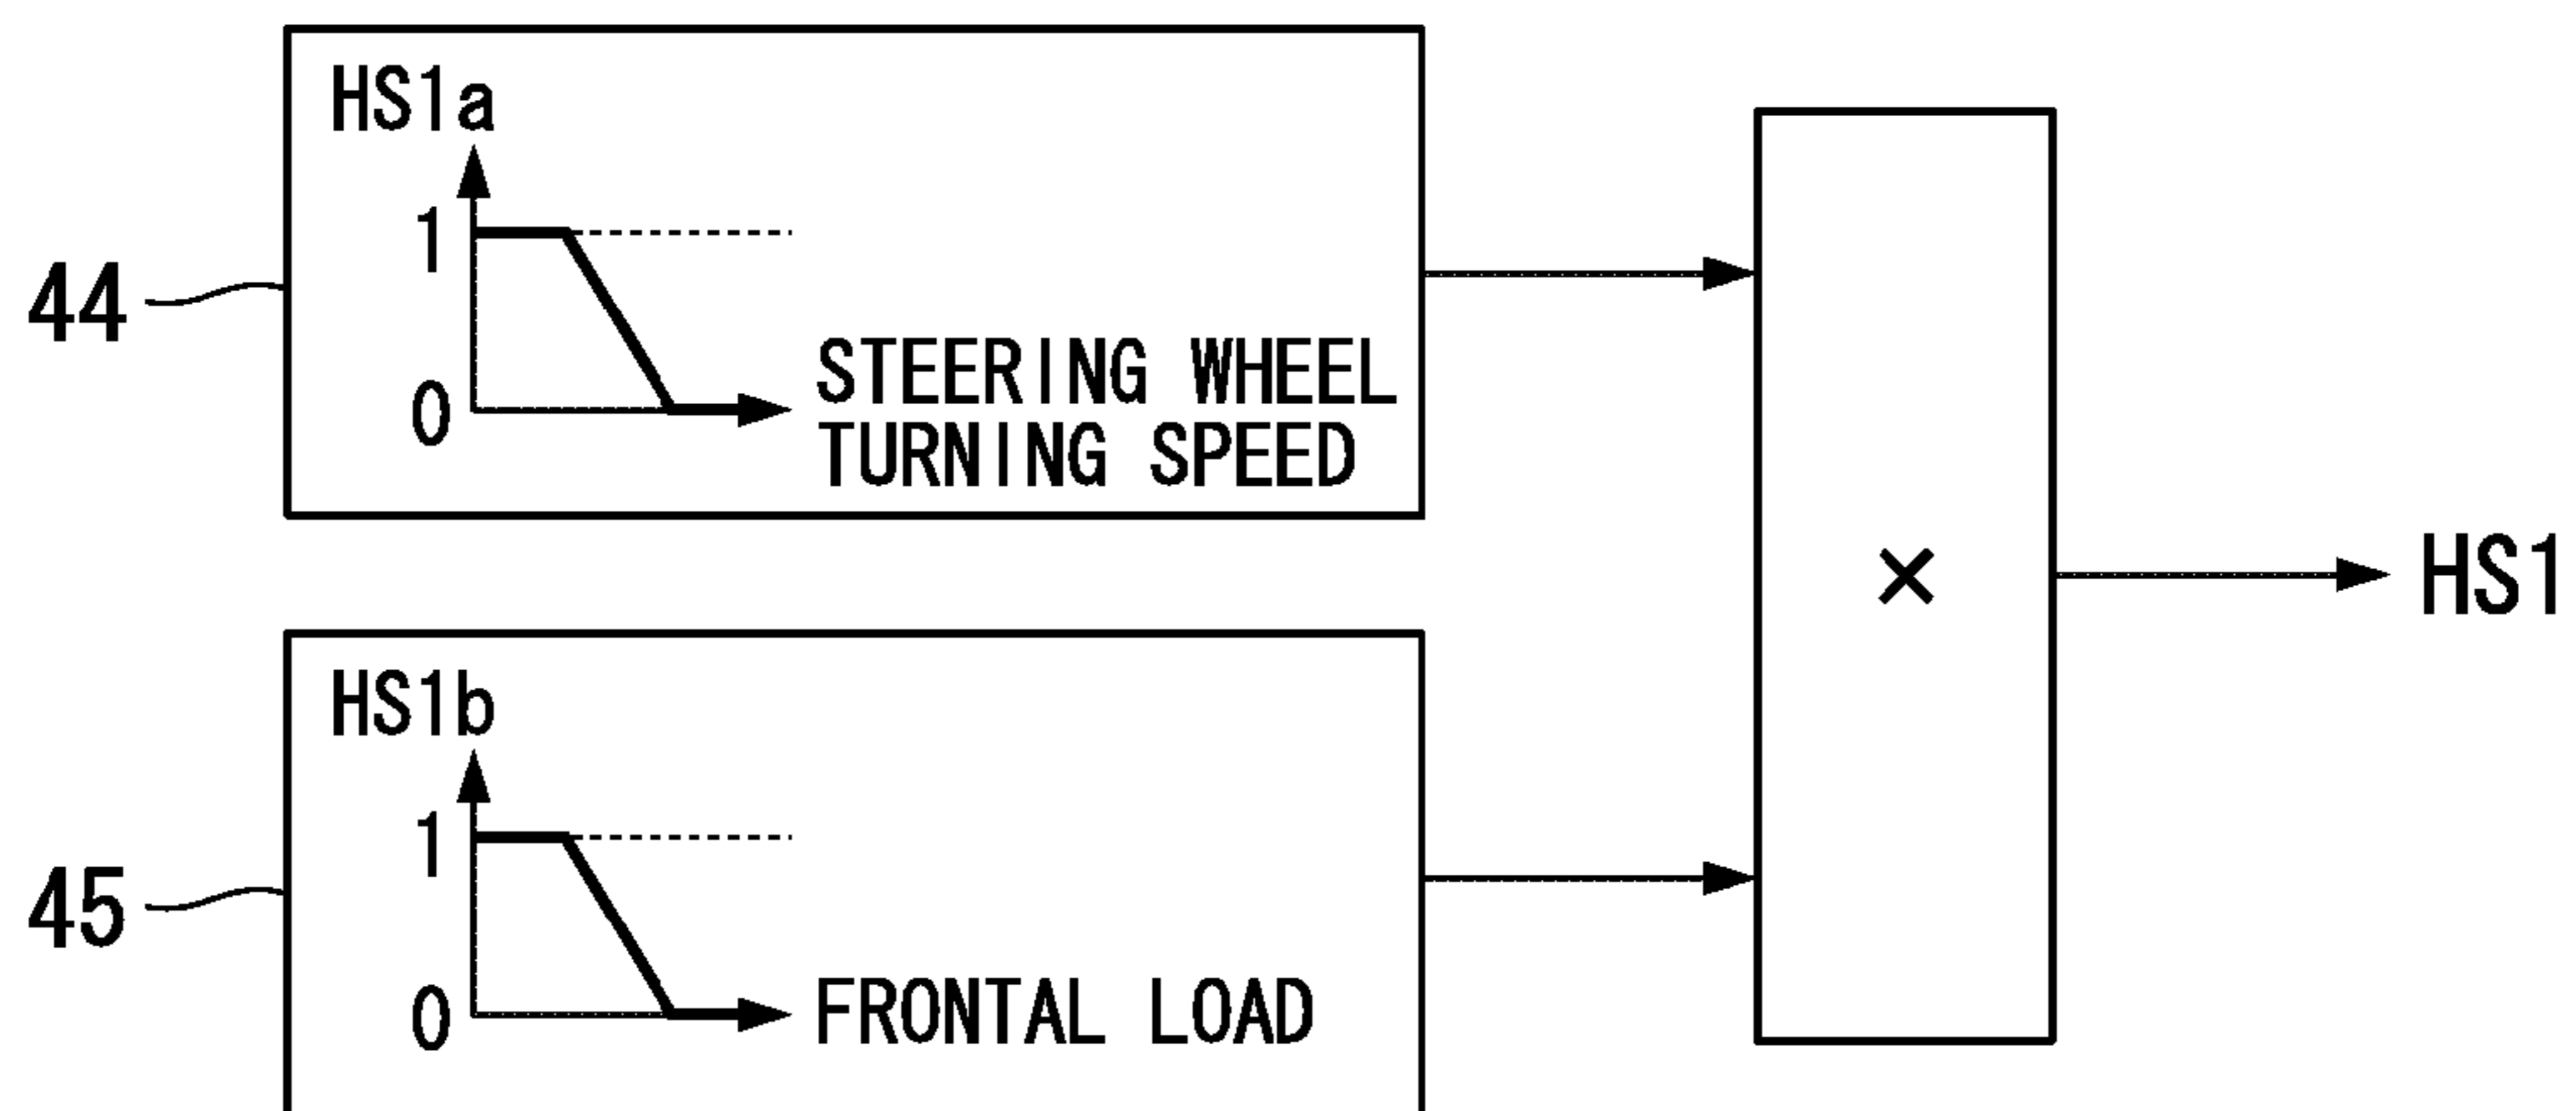 HS1a
1
44
0
STEERING WHEEL
TURNING SPEED
×
HS1
HS1b
1
45
0
FRONTAL LOAD